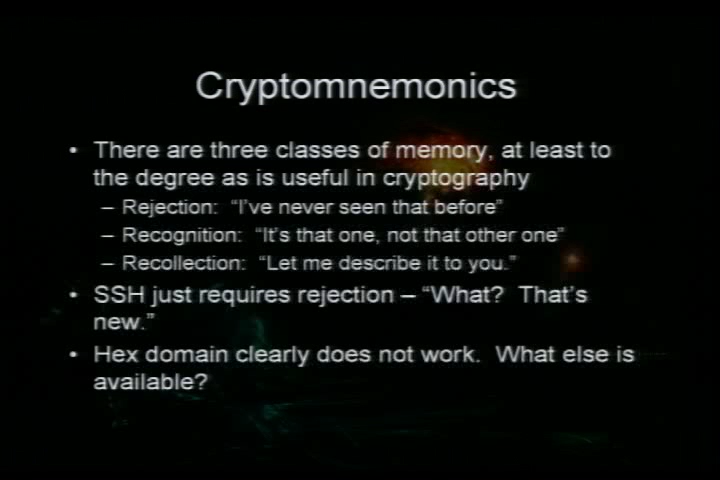 Cryptomnemonics
• There are three classes of memory, at least to
the degree as is useful in cryptography
– Rejection: “I’ve never seen that before”
– Recognition: “It’s that one, not that other one”
– Recollection: “Let me describe it to you.”
• SSH just requires rejection – “What? That’s
new.”
• Hex domain clearly does not work. What else is
available?